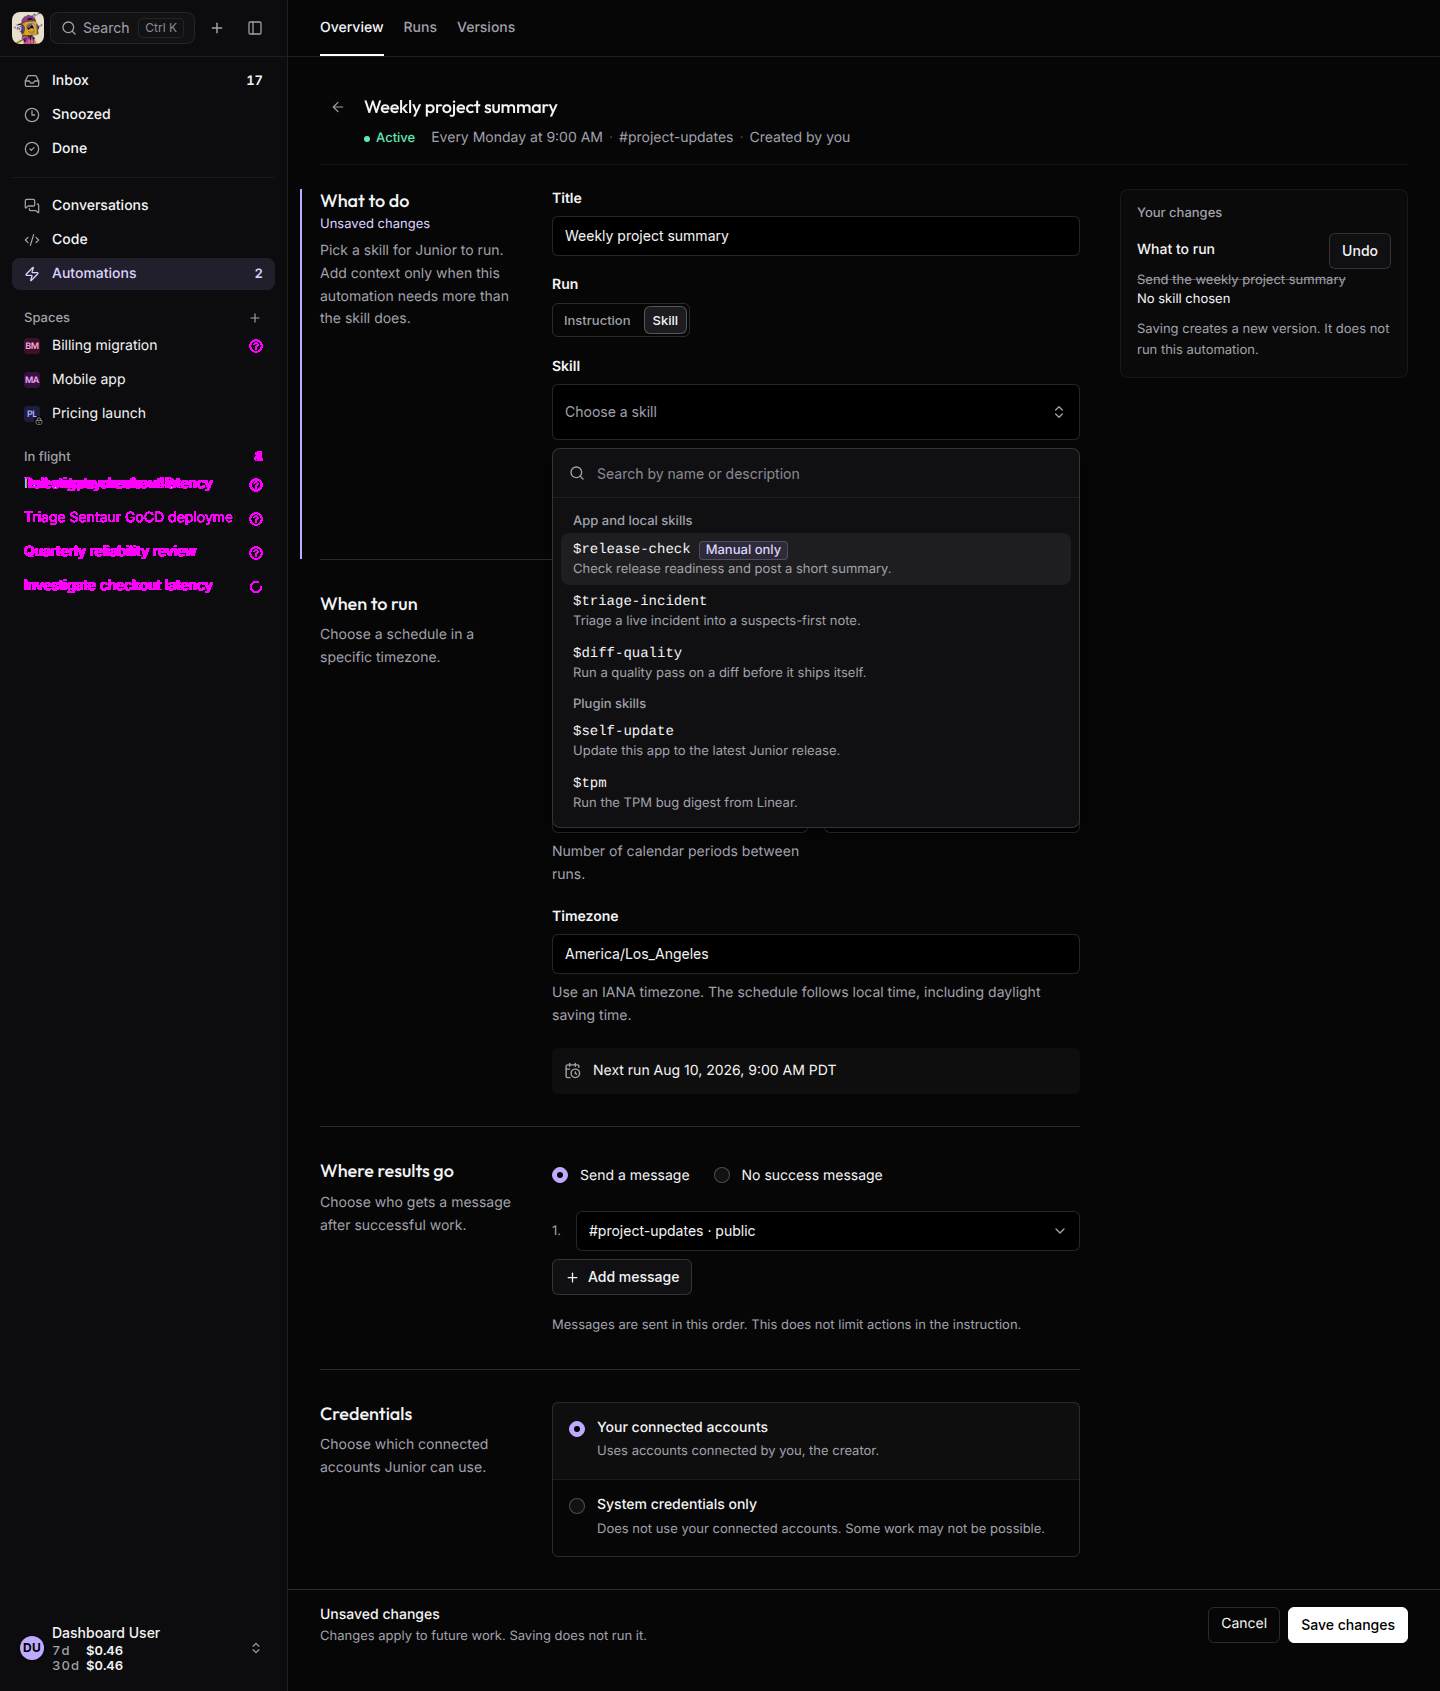 Search Ctrl K
Inbox 17
Snoozed
Done
Conversations
Code
Automations 2
Spaces
BM Billing migration
MA Mobile app
PL Pricing launch
In flight
Triage Sentaur GoCD deployme
Quarterly reliability review
Investigate checkout latency
DU Dashboard User
7d $0.46
30d $0.46
Overview Runs Versions
Weekly project summary
Active Every Monday at 9:00 AM · #project-updates · Created by you
What to do
Unsaved changes
Pick a skill for Junior to run.
Add context only when this
automation needs more than
the skill does.
Title
Weekly project summary
Run
Instruction Skill
Skill
Choose a skill
Search by name or description
App and local skills
$release-check Manual only
Check release readiness and post a short summary.
$triage-incident
Triage a live incident into a suspects-first note.
$diff-quality
Run a quality pass on a diff before it ships itself.
Plugin skills
$self-update
Update this app to the latest Junior release.
$tpm
Run the TPM bug digest from Linear.
Your changes
What to run Undo
Send the weekly project summary
No skill chosen
Saving creates a new version. It does not
run this automation.
When to run
Choose a schedule in a
specific timezone.
Number of calendar periods between
runs.
Timezone
America/Los_Angeles
Use an IANA timezone. The schedule follows local time, including daylight
saving time.
Next run Aug 10, 2026, 9:00 AM PDT
Where results go
Choose who gets a message
after successful work.
Send a message No success message
1. #project-updates · public
Add message
Messages are sent in this order. This does not limit actions in the instruction.
Credentials
Choose which connected
accounts Junior can use.
Your connected accounts
Uses accounts connected by you, the creator.
System credentials only
Does not use your connected accounts. Some work may not be possible.
Unsaved changes
Changes apply to future work. Saving does not run it.
Cancel Save changes